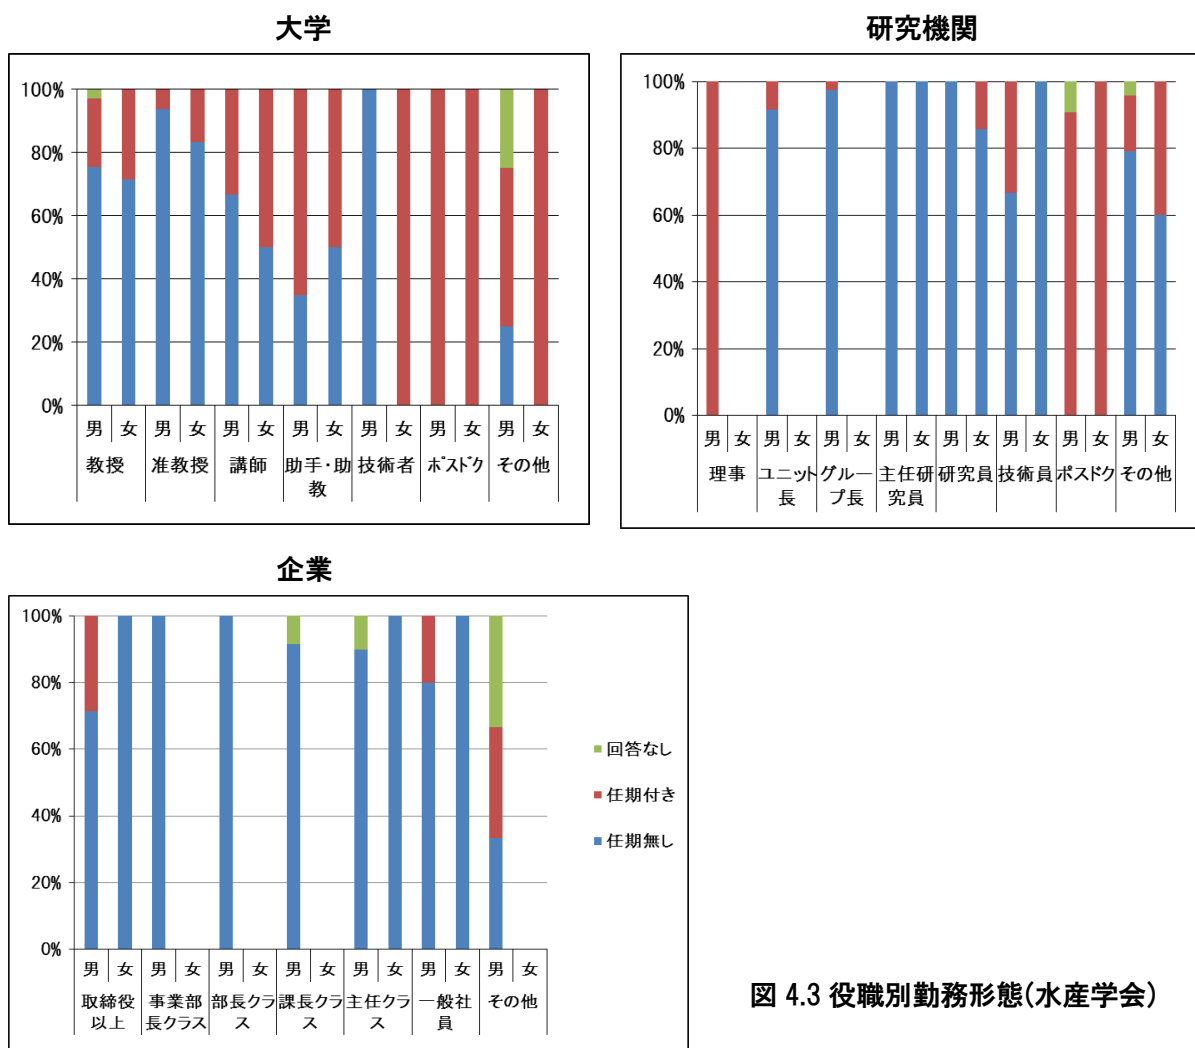 大学
100%
80%
60%
40%
20%
0%
男 女 男 女 男 女 男 女 男 女 男 女 男 女
教授 准教授 講師 助手・助教 技術者 ポスドク その他
研究機関
100%
80%
60%
40%
20%
0%
男 女 男 女 男 女 男 女 男 女 男 女 男 女 男 女
理事 ユニット長 グループ長 主任研究員 研究員 技術員 ポスドク その他
企業
100%
80%
60%
40%
20%
0%
男 女 男 女 男 女 男 女 男 女 男 女 男 女
取締役以上 事業部長クラス 部長クラス 課長クラス 主任クラス 一般社員 その他
回答なし
任期付き
任期無し
図 4.3 役職別勤務形態(水産学会)